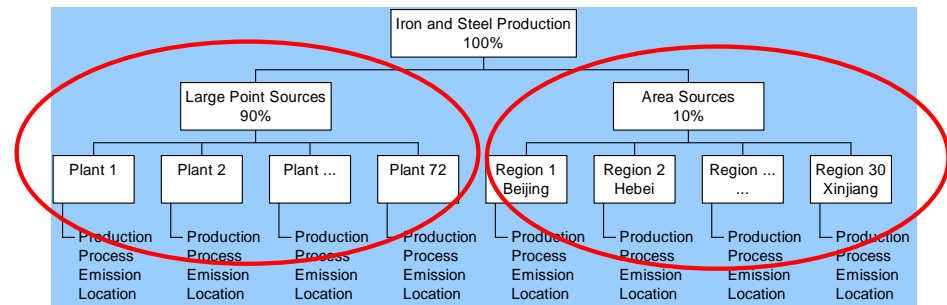 Iron and Steel Production
100%
Large Point Sources
90%
Area Sources
10%
Plant 1
Plant 2
Plant ...
Plant 72
Region 1
Beijing
Region 2
Hebei
Region ...
...
Region 30
Xinjiang
Production
Process
Emission
Location
Production
Process
Emission
Location
Production
Process
Emission
Location
Production
Process
Emission
Location
Production
Process
Emission
Location
Production
Process
Emission
Location
Production
Process
Emission
Location
Production
Process
Emission
Location